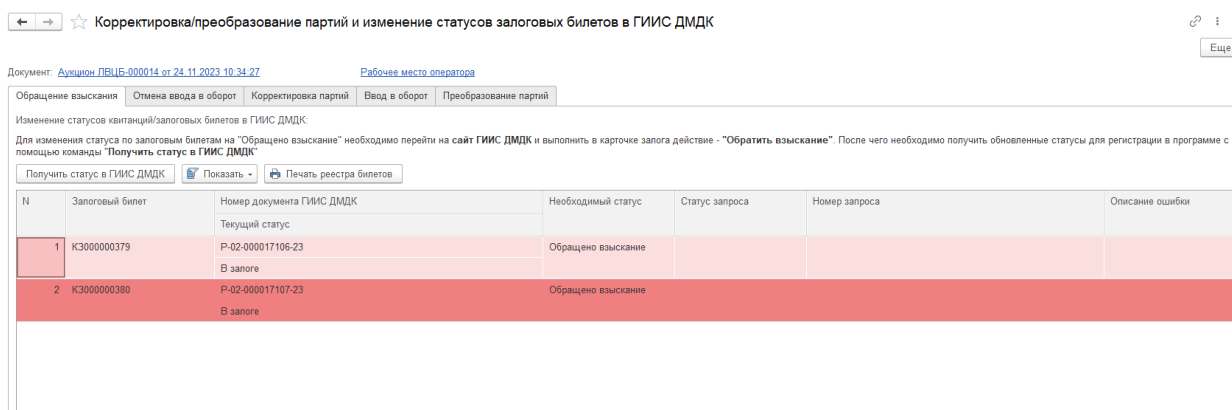 Корректировка/преобразование партий и изменение статусов залоговых билетов в ГИИС ДМДК
Еще
Документ: Аукцион ЛВЦБ-000014 от 24.11.2023 10:34:27 Рабочее место оператора
Обращение взыскания Отмена ввода в оборот Корректировка партий Ввод в оборот Преобразование партий
Изменение статусов квитанций/залоговых билетов в ГИИС ДМДК:
Для изменения статуса по залоговым билетам на "Обращено взыскание" необходимо перейти на сайт ГИИС ДМДК и выполнить в карточке залога действие - "Обратить взыскание". После чего необходимо получить обновленные статусы для регистрации в программе с
помощью команды "Получить статус в ГИИС ДМДК"
Получить статус в ГИИС ДМДК Показать Печать реестра билетов
N Залоговый билет Номер документа ГИИС ДМДК Необходимый статус Статус запроса Номер запроса Описание ошибки
Текущий статус
1 КЗ000000379 Р-02-000017106-23 Обращено взыскание
В залоге
2 КЗ000000380 Р-02-000017107-23 Обращено взыскание
В залоге